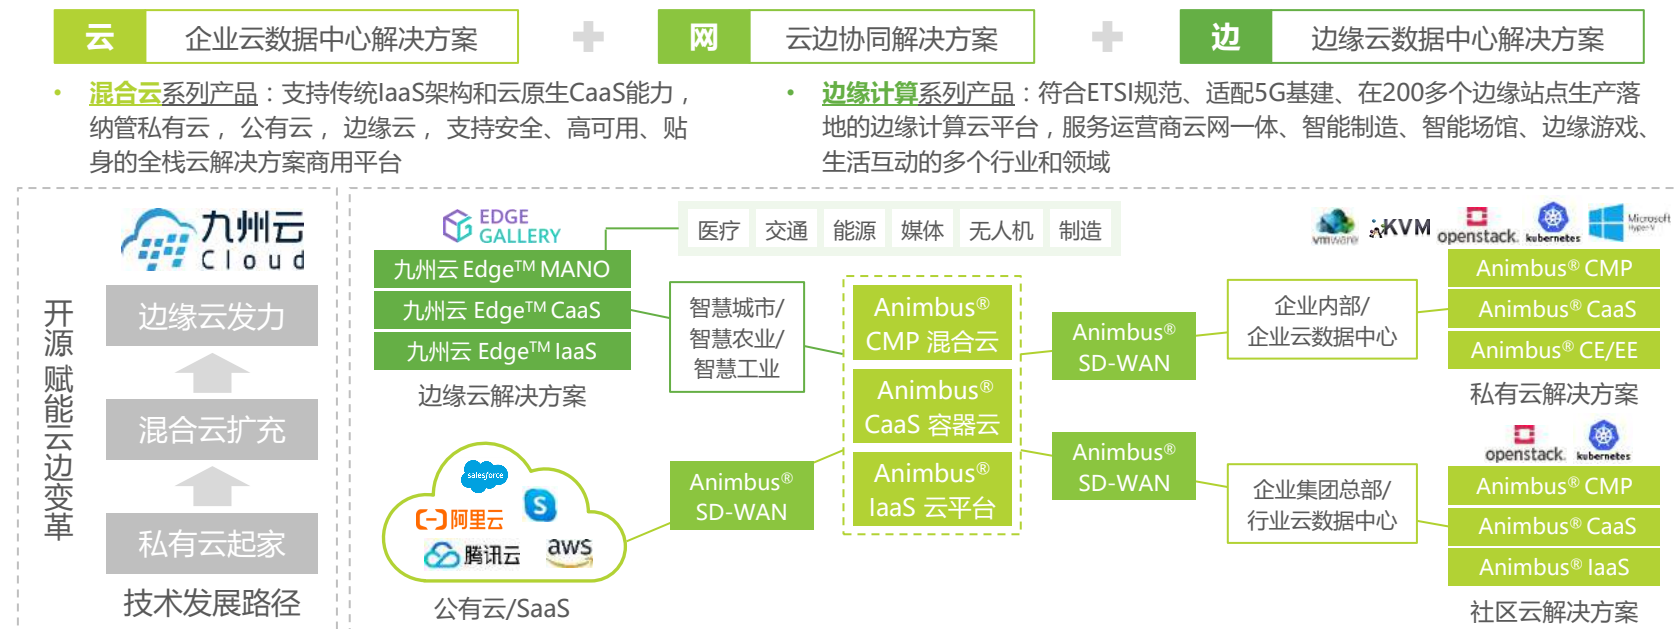 云 企业云数据中心解决方案
网 云边协同解决方案
边 边缘云数据中心解决方案
• 混合云系列产品：支持传统IaaS架构和云原生CaaS能力，
纳管私有云，公有云，边缘云，支持安全、高可用、贴
身的全栈云解决方案商用平台
• 边缘计算系列产品：符合ETSI规范、适配5G基建、在200多个边缘站点生产落
地的边缘计算云平台，服务运营商云网一体、智能制造、智能场馆、边缘游戏、
生活互动的多个行业和领域
开源 赋能云边变革
九州云
Cloud
边缘云发力
混合云扩充
私有云起家
技术发展路径
EDGE
GALLERY
医疗 交通 能源 媒体 无人机 制造
九州云 Edge™ MANO
九州云 Edge™ CaaS
九州云 Edge™ IaaS
边缘云解决方案
智慧城市/
智慧农业/
智慧工业
salesforce
S
阿里云
腾讯云
aws
公有云/SaaS
Animbus®
SD-WAN
Animbus®
CMP 混合云
Animbus®
CaaS 容器云
Animbus®
IaaS 云平台
Animbus®
SD-WAN
Animbus®
SD-WAN
企业内部/
企业云数据中心
企业集团总部/
行业云数据中心
vmware
KVM
openstack.
kubernetes
Microsoft
Hyper-V
Animbus® CMP
Animbus® CaaS
Animbus® CE/EE
私有云解决方案
openstack.
kubernetes
Animbus® CMP
Animbus® CaaS
Animbus® IaaS
社区云解决方案